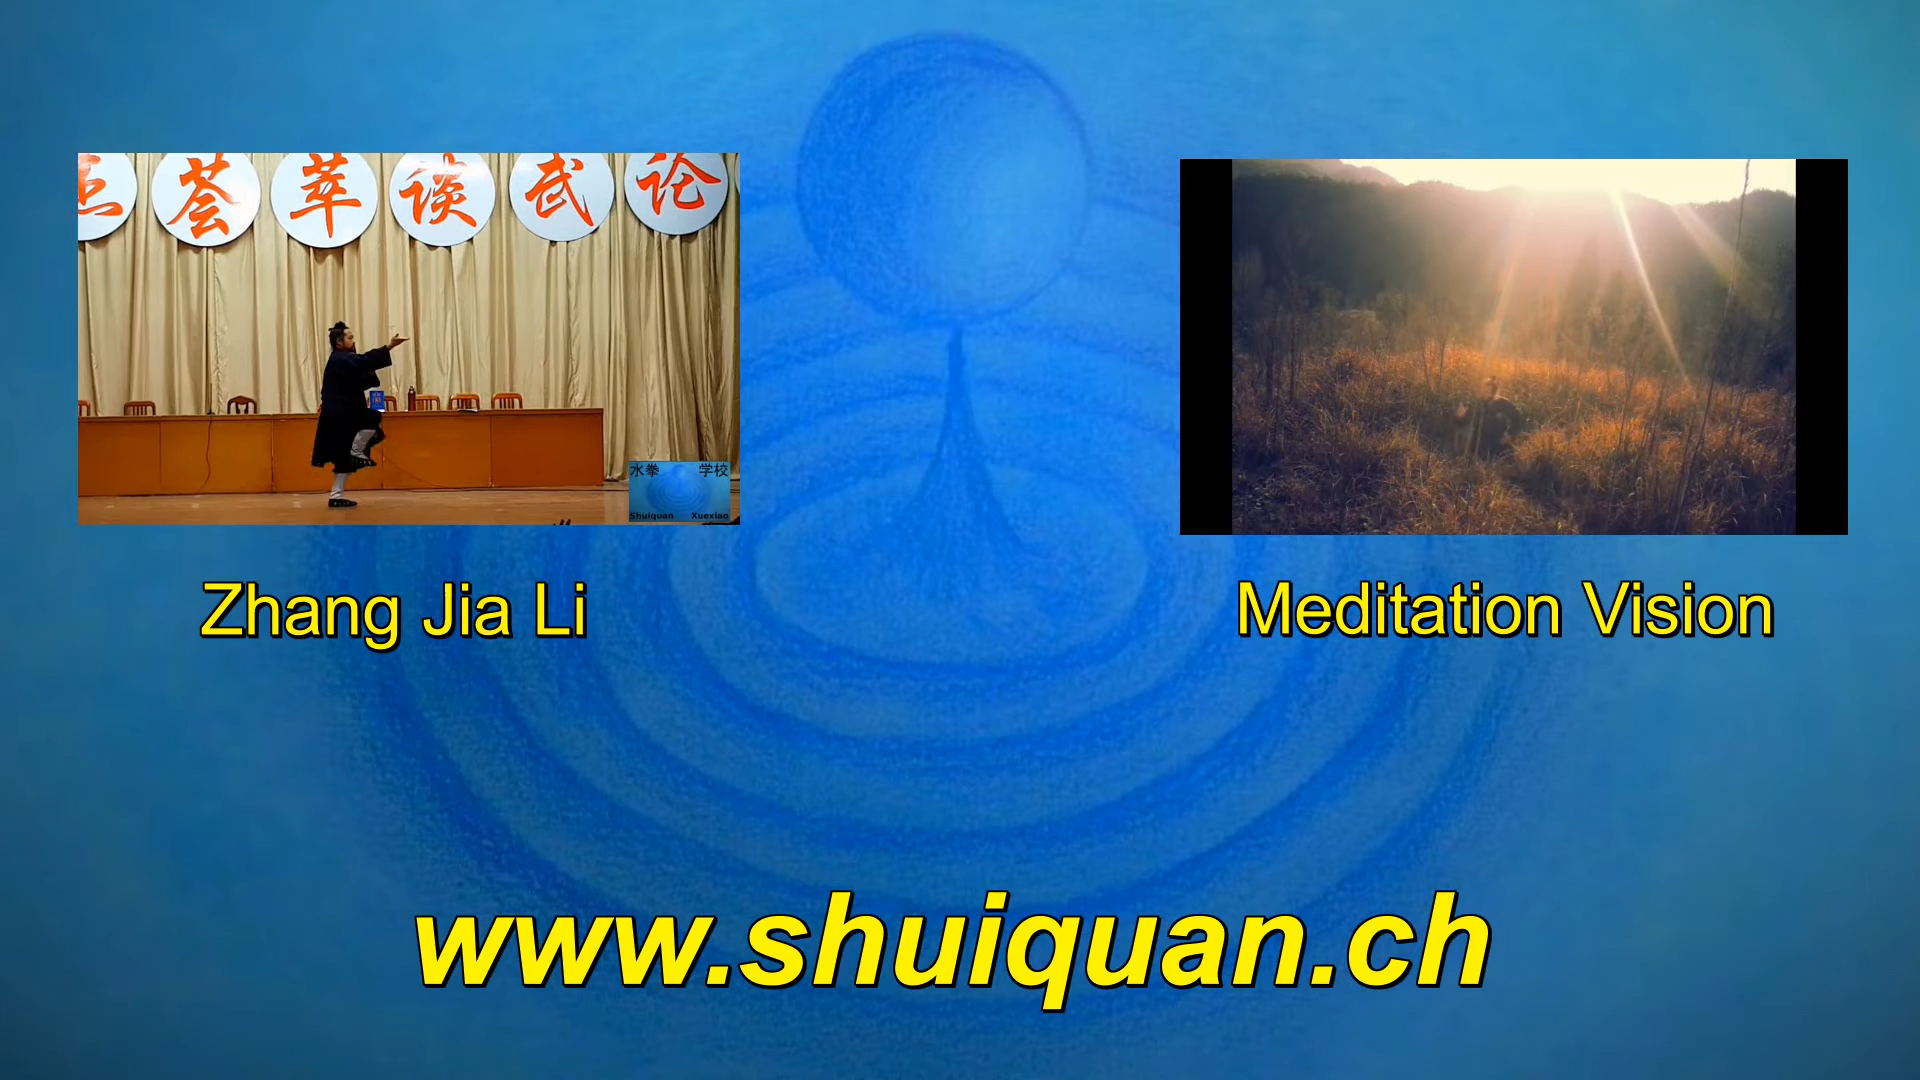 荟萃谈武论
水拳 学校
Shuiquan Xuexiao
Zhang Jia Li
Meditation Vision
www.shuiquan.ch